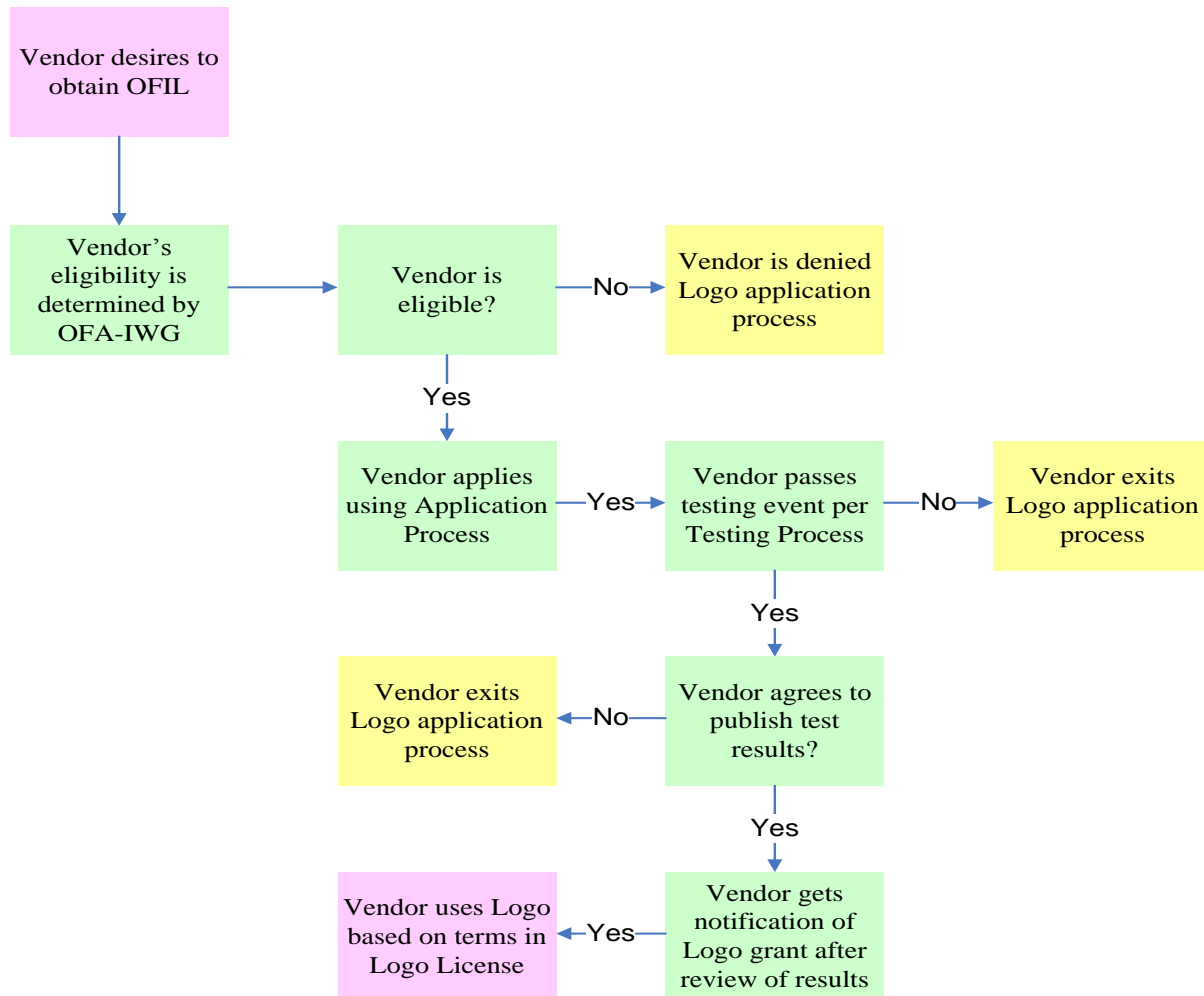 Vendor desires to
obtain OFIL
Vendor’s
eligibility is
determined by
OFA-IWG
Vendor is
eligible?
No
Vendor is denied
Logo application
process
Yes
Vendor applies
using Application
Process
Yes
Vendor passes
testing event per
Testing Process
No
Vendor exits
Logo application
process
Yes
Vendor exits
Logo application
process
No
Vendor agrees to
publish test
results?
Yes
Vendor uses Logo
based on terms in
Logo License
Yes
Vendor gets
notification of
Logo grant after
review of results